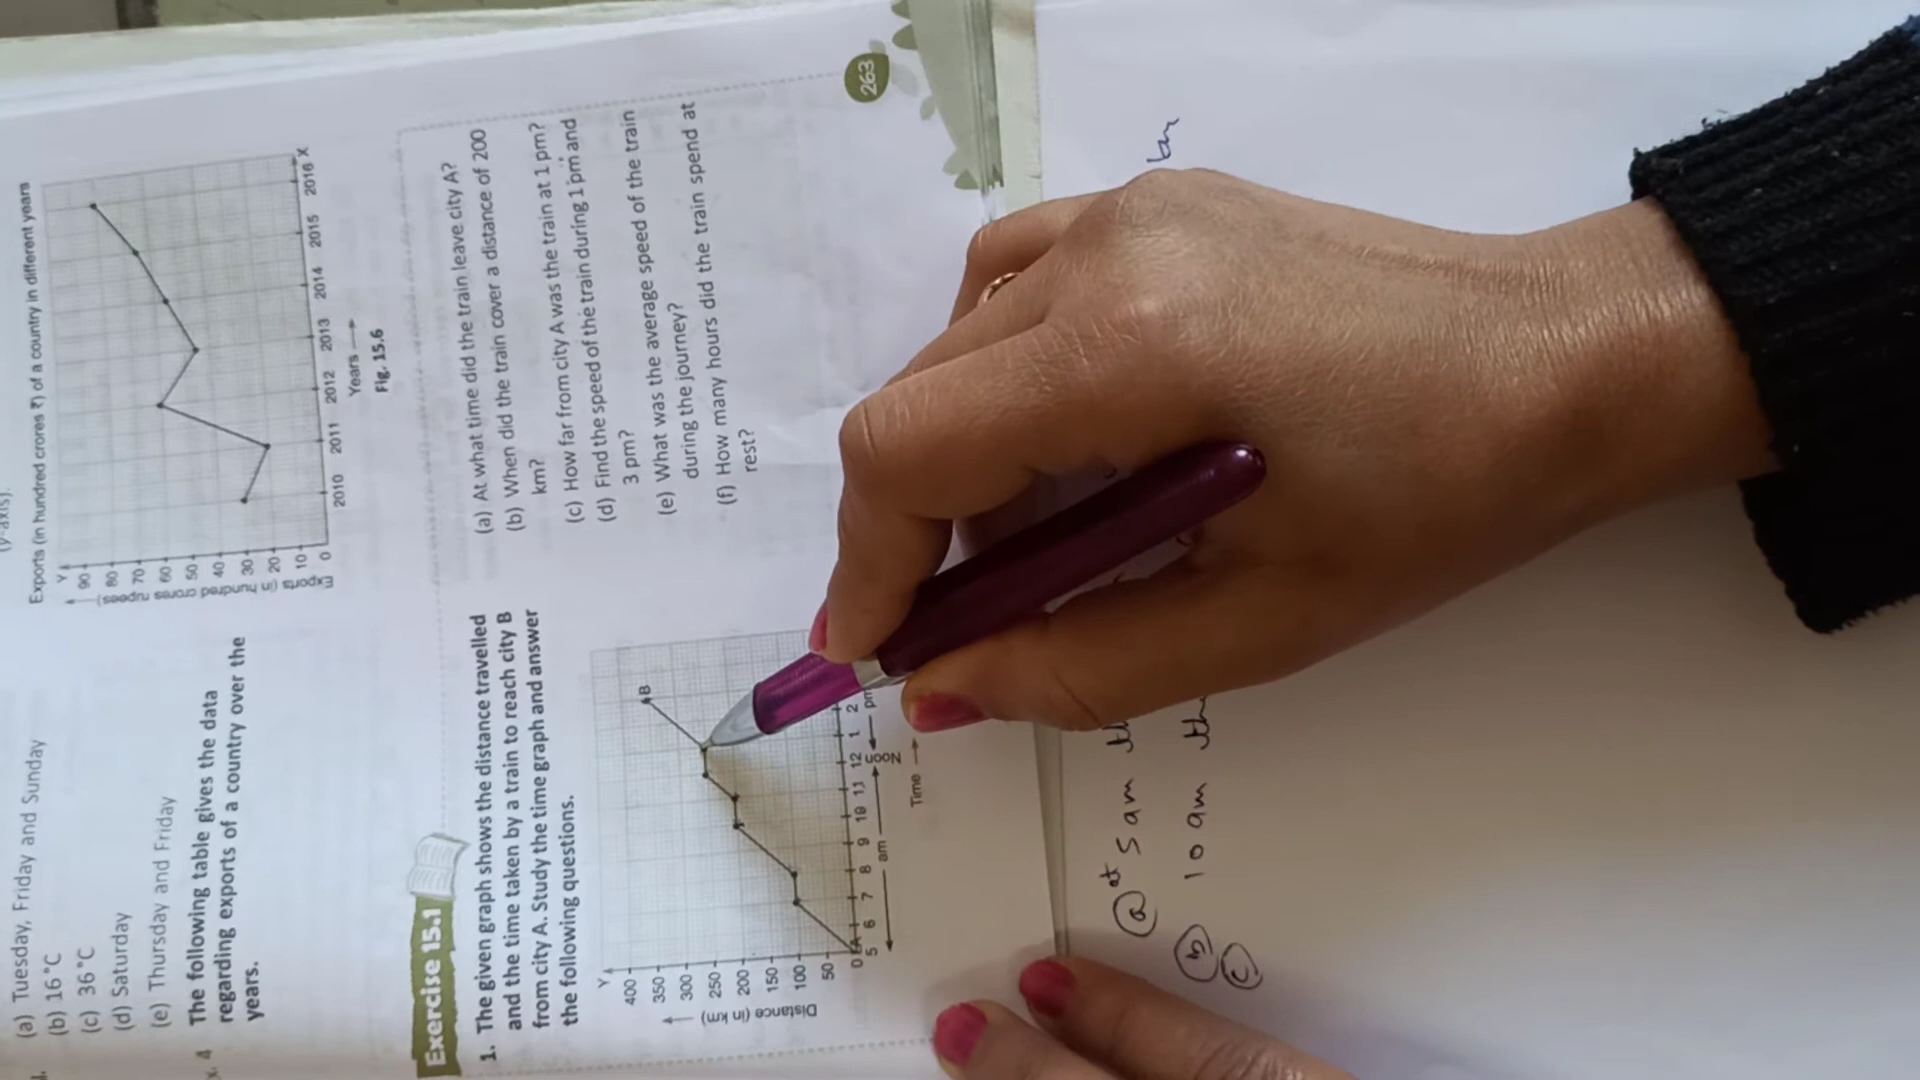 (y-axis).
(a) Tuesday, Friday and Sunday
(b) 16°C
(c) 36°C
(d) Saturday
(e) Thursday and Friday
4 The following table gives the data
regarding exports of a country over the
years.
Exports (in hundred crores ₹) of a country in different years
Y
90
80
70
60
50
40
30
20
10
0
Exports (in hundred crores rupees)
2010 2011 2012 2013 2014 2015 2016 X
Years
Fig. 15.6
Exercise 15.1
1. The given graph shows the distance travelled
and the time taken by a train to reach city B
from city A. Study the time graph and answer
the following questions.
Y
400
350
300
250
200
150
100
50
0
Distance (in km)
B
A
5 6 7 8 9 10 11 12 1 2
am Noon pm
Time
(a) At what time did the train leave city A?
(b) When did the train cover a distance of 200
km?
(c) How far from city A was the train at 1 pm?
(d) Find the speed of the train during 1 pm and
3 pm?
(e) What was the average speed of the train
during the journey?
(f) How many hours did the train spend at
rest?
263
(a) at 5 am
(b) 10 am
km
(c)